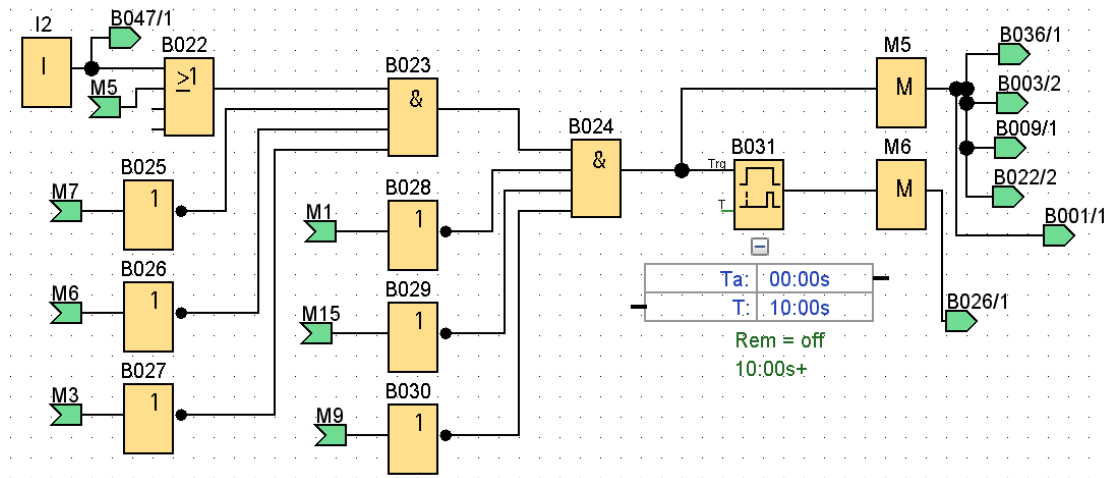 I2
B047/1
I
B022
M5
≥1
B023
&
B024
&
B025
M7
1
B026
M6
1
B027
M3
1
B028
M1
1
B029
M15
1
B030
M9
1
B031
Trg
T
Ta: 00:00s
T: 10:00s
Rem = off
10:00s+
M5
M
M6
M
B036/1
B003/2
B009/1
B022/2
B001/1
B026/1